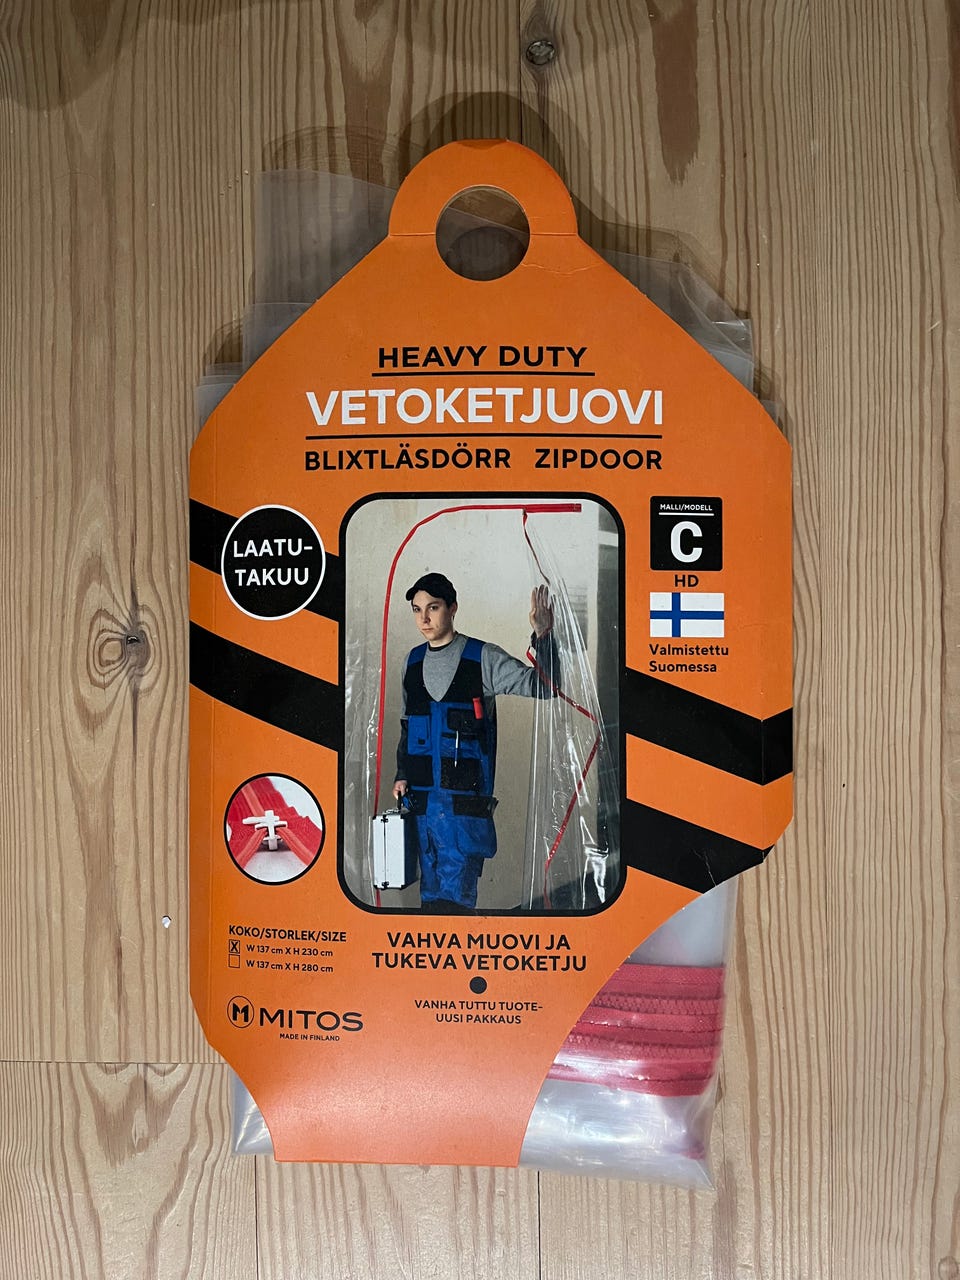 HEAVY DUTY
VETOKETJUOVI
BLIXTLÄSDÖRR ZIPDOOR
LAATU-
TAKUU
MALLI/MODELL
C
HD
Valmistettu
Suomessa
KOKO/STORLEK/SIZE
X W 137 cm X H 230 cm
W 137 cm X H 280 cm
M MITOS
MADE IN FINLAND
VAHVA MUOVI JA
TUKEVA VETOKETJU
VANHA TUTTU TUOTE-
UUSI PAKKAUS